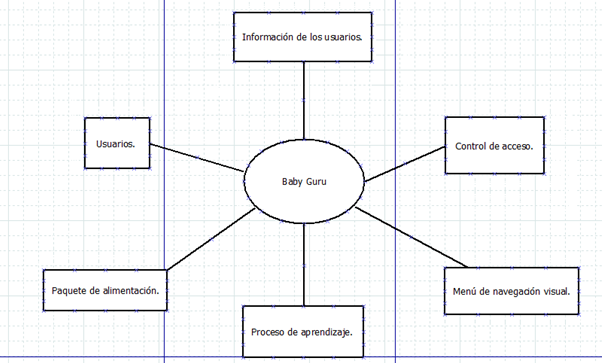 Información de los usuarios.
Usuarios.
Control de acceso.
Baby Guru
Paquete de alimentación.
Menú de navegación visual.
Proceso de aprendizaje.